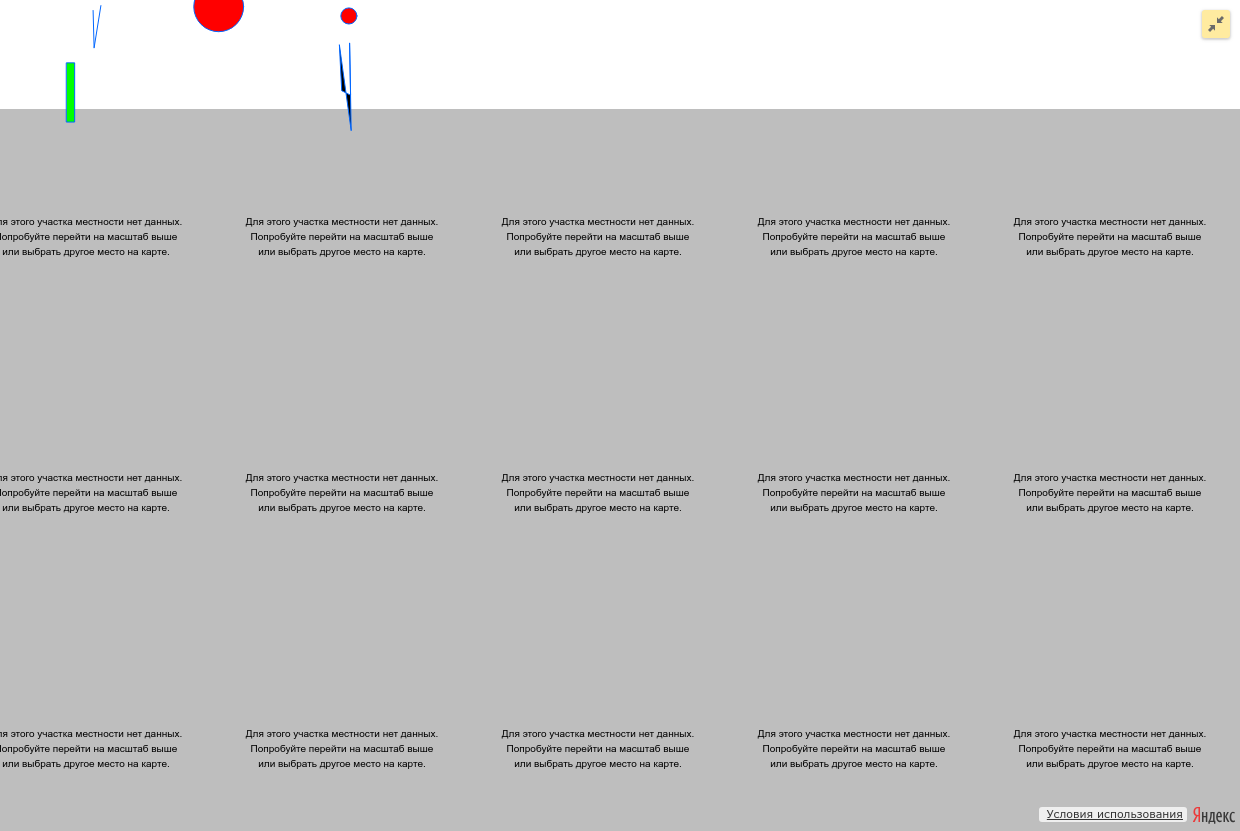 ля этого участка местности нет данных. Для этого участка местности нет данных. Для этого участка местности нет данных. Для этого участка местности нет данных. Для этого участка местности нет данных.
Попробуйте перейти на масштаб выше Попробуйте перейти на масштаб выше Попробуйте перейти на масштаб выше Попробуйте перейти на масштаб выше Попробуйте перейти на масштаб выше
или выбрать другое место на карте. или выбрать другое место на карте. или выбрать другое место на карте. или выбрать другое место на карте. или выбрать другое место на карте.
ля этого участка местности нет данных. Для этого участка местности нет данных. Для этого участка местности нет данных. Для этого участка местности нет данных. Для этого участка местности нет данных.
Попробуйте перейти на масштаб выше Попробуйте перейти на масштаб выше Попробуйте перейти на масштаб выше Попробуйте перейти на масштаб выше Попробуйте перейти на масштаб выше
или выбрать другое место на карте. или выбрать другое место на карте. или выбрать другое место на карте. или выбрать другое место на карте. или выбрать другое место на карте.
ля этого участка местности нет данных. Для этого участка местности нет данных. Для этого участка местности нет данных. Для этого участка местности нет данных. Для этого участка местности нет данных.
Попробуйте перейти на масштаб выше Попробуйте перейти на масштаб выше Попробуйте перейти на масштаб выше Попробуйте перейти на масштаб выше Попробуйте перейти на масштаб выше
или выбрать другое место на карте. или выбрать другое место на карте. или выбрать другое место на карте. или выбрать другое место на карте. или выбрать другое место на карте.
Условия использования Яндекс